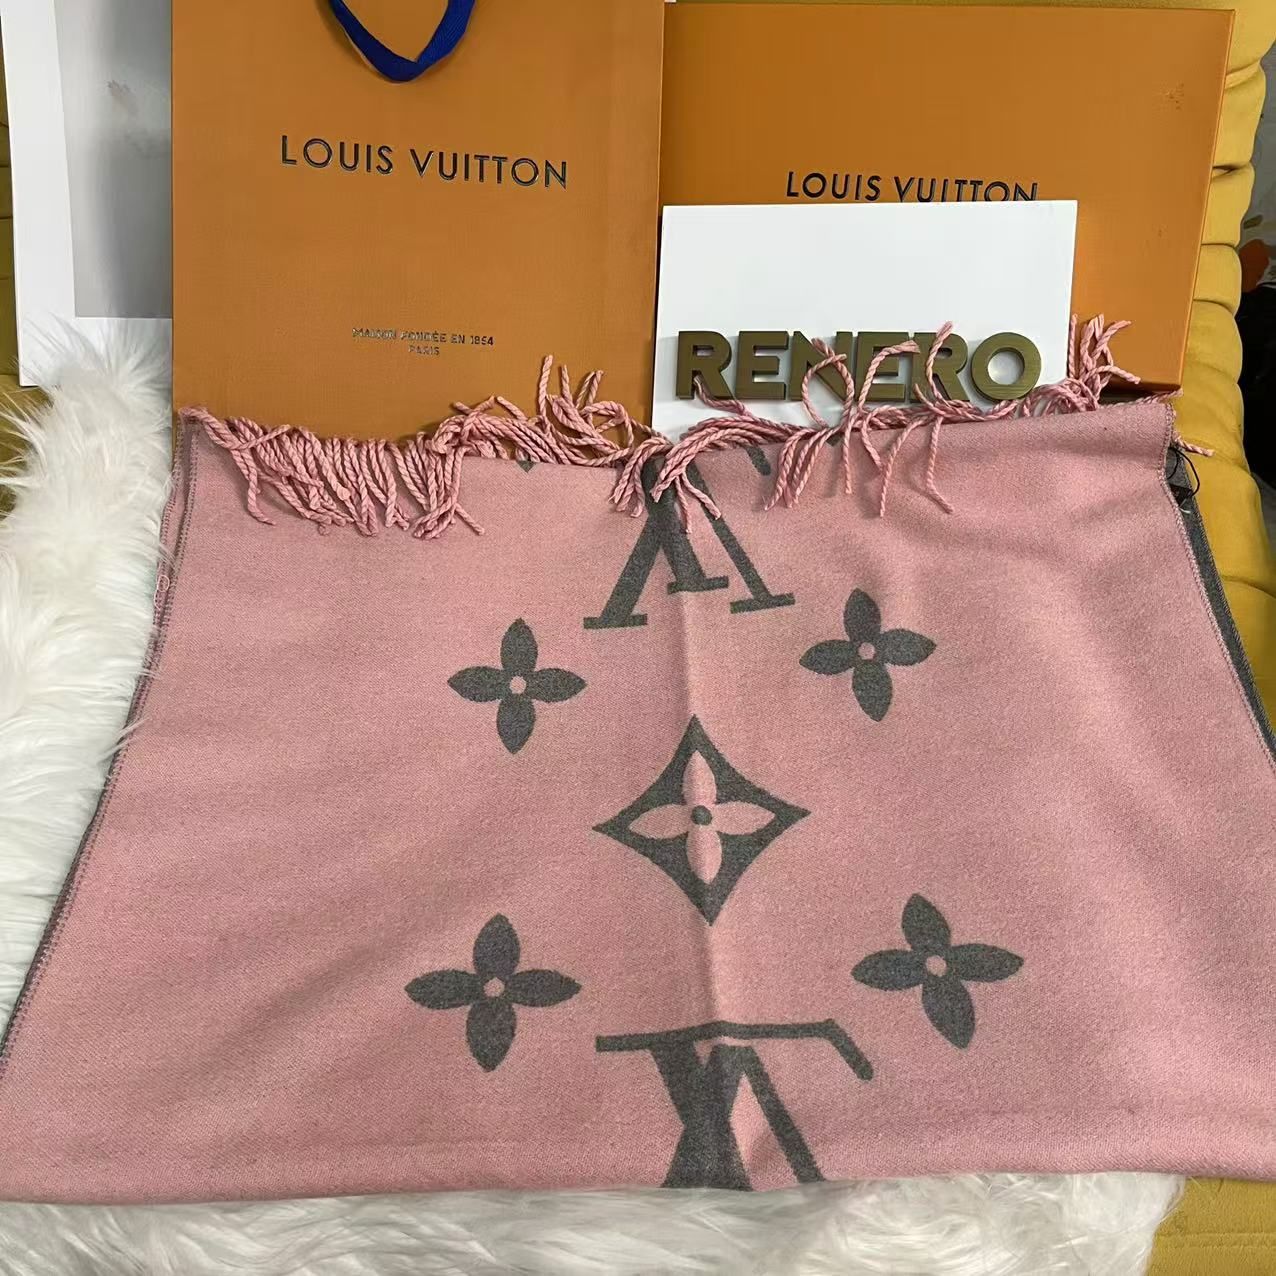 LOUIS VUITTON
MAISON FONDÉE EN 1854
PARIS
LOUIS VUITTON
RENERO